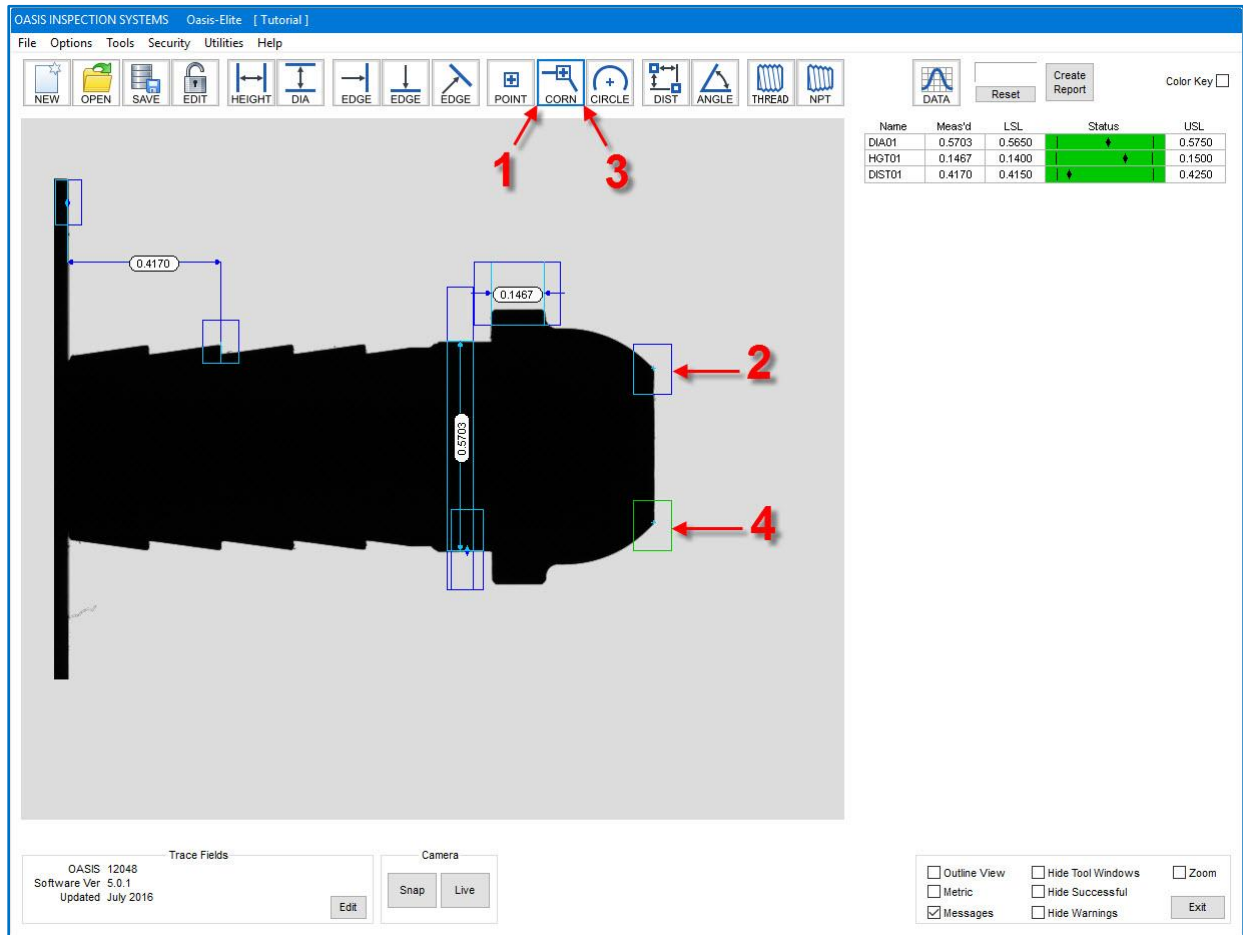 OASIS INSPECTION SYSTEMS Oasis-Elite [ Tutorial ]
File Options Tools Security Utilities Help
NEW OPEN SAVE EDIT HEIGHT DIA EDGE EDGE EDGE POINT CORN CIRCLE DIST ANGLE THREAD NPT DATA Reset Create Report Color Key
1 3
Name Meas'd LSL Status USL
DIA01 0.5703 0.5650 0.5750
HGT01 0.1467 0.1400 0.1500
DIST01 0.4170 0.4150 0.4250
0.4170
0.1467
2
0.5703
4
Trace Fields
OASIS 12048
Software Ver 5.0.1
Updated July 2016
Edit
Camera
Snap Live
Outline View Hide Tool Windows Zoom
Metric Hide Successful
Messages Hide Warnings Exit